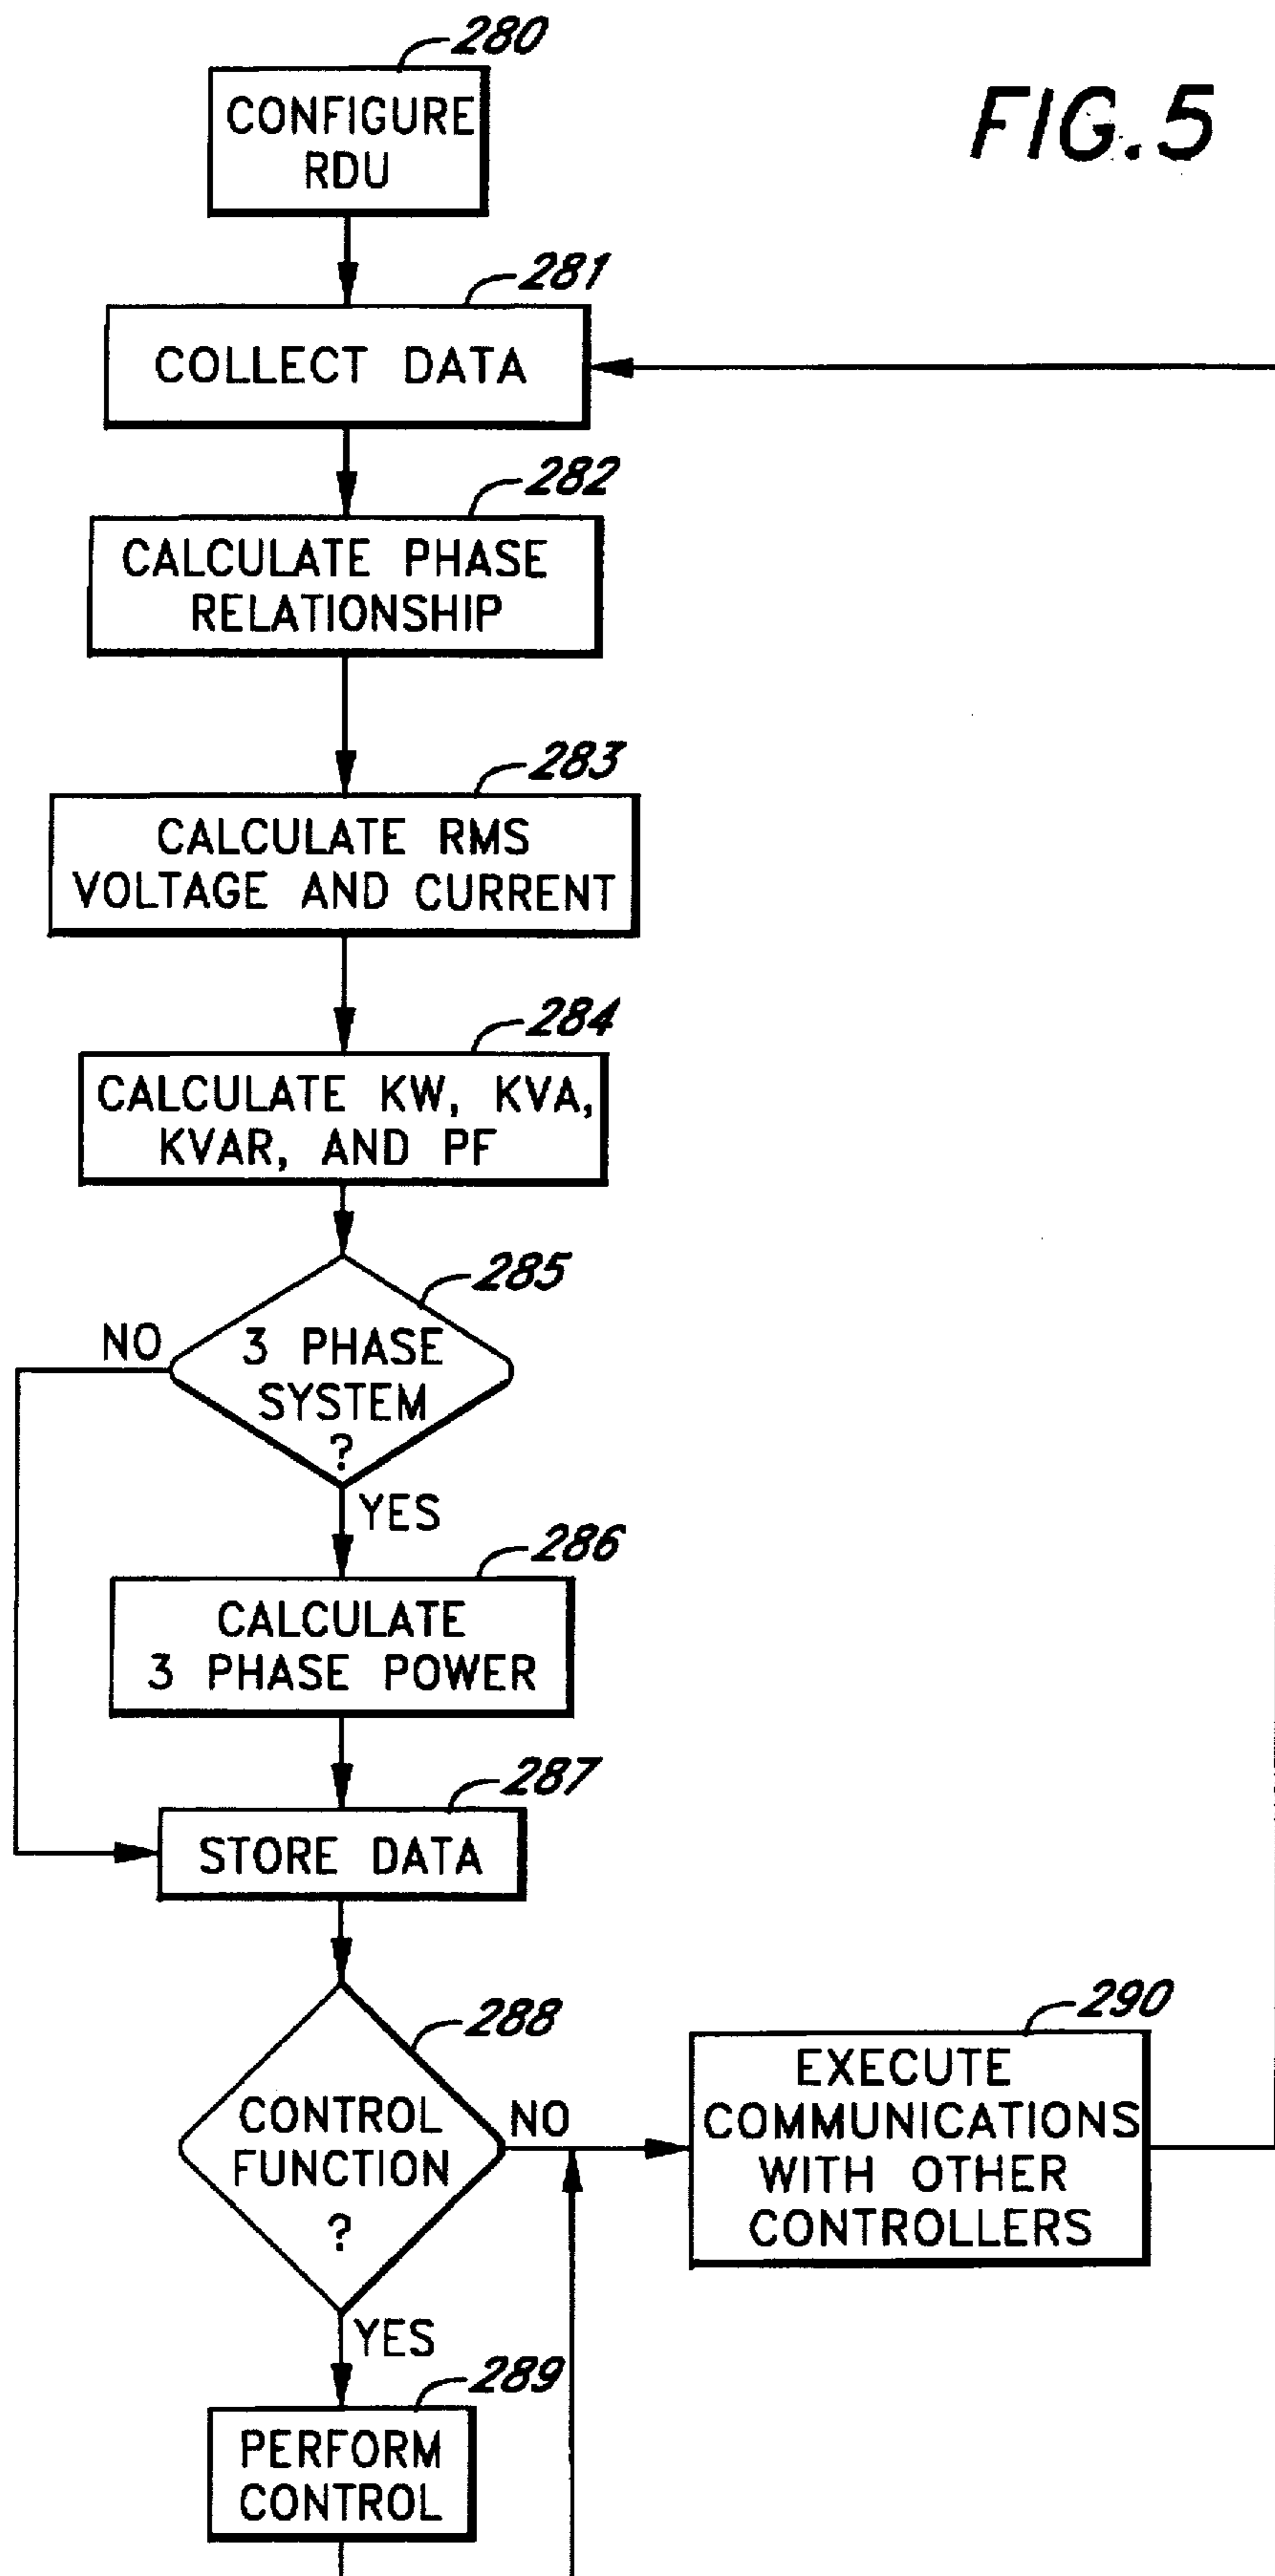 280
FIG. 5
CONFIGURE
RDU
281
COLLECT DATA
282
CALCULATE PHASE
RELATIONSHIP
283
CALCULATE RMS
VOLTAGE AND CURRENT
284
CALCULATE KW, KVA,
KVAR, AND PF
285
NO
3 PHASE
SYSTEM
?
YES
286
CALCULATE
3 PHASE POWER
287
STORE DATA
288
CONTROL
FUNCTION
?
NO
290
EXECUTE
COMMUNICATIONS
WITH OTHER
CONTROLLERS
YES
289
PERFORM
CONTROL